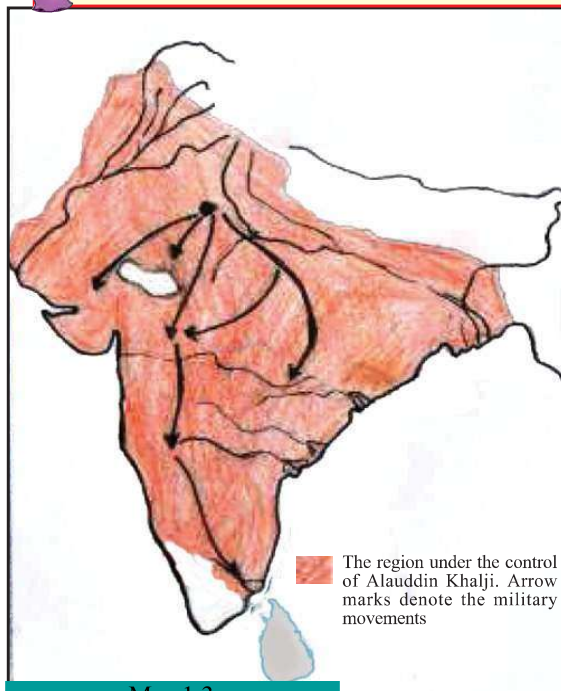 The region under the control
of Alauddin Khalji. Arrow
marks denote the military
movements